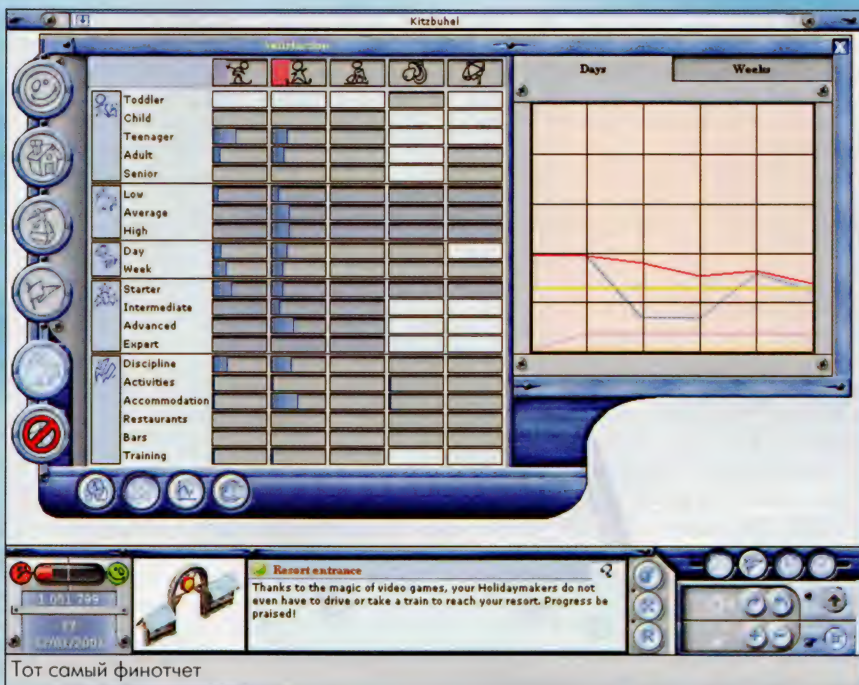 Kitzbuhel
Satisfaction
Days
Weeks
Toddler
Child
Teenager
Adult
Senior
Low
Average
High
Day
Week
Starter
Intermediate
Advanced
Expert
Discipline
Activities
Accommodation
Restaurants
Bars
Training
Resort entrance
Thanks to the magic of video games, your Holidaymakers do not
even have to drive or take a train to reach your resort. Progress be
praised!
R
Тот самый финотчет